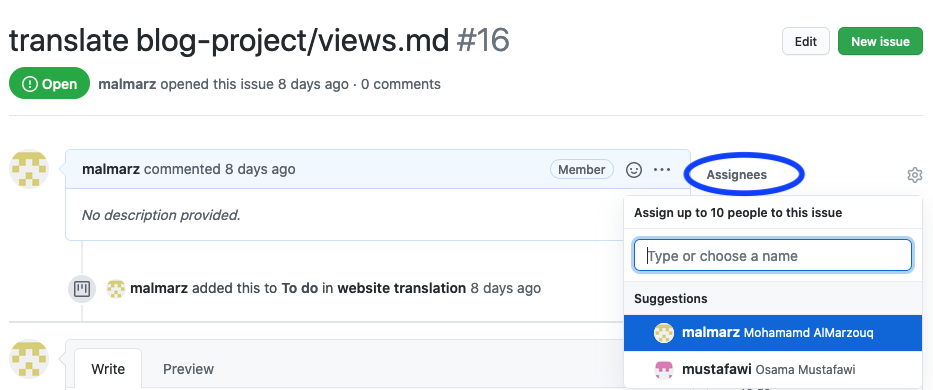 translate blog-project/views.md #16
Edit
New issue
Open
malmarz opened this issue 8 days ago · 0 comments
malmarz commented 8 days ago
Member
Assignees
No description provided.
Assign up to 10 people to this issue
Type or choose a name
malmarz added this to To do in website translation 8 days ago
Suggestions
malmarz Mohamamd AlMarzouq
mustafawi Osama Mustafawi
Write
Preview